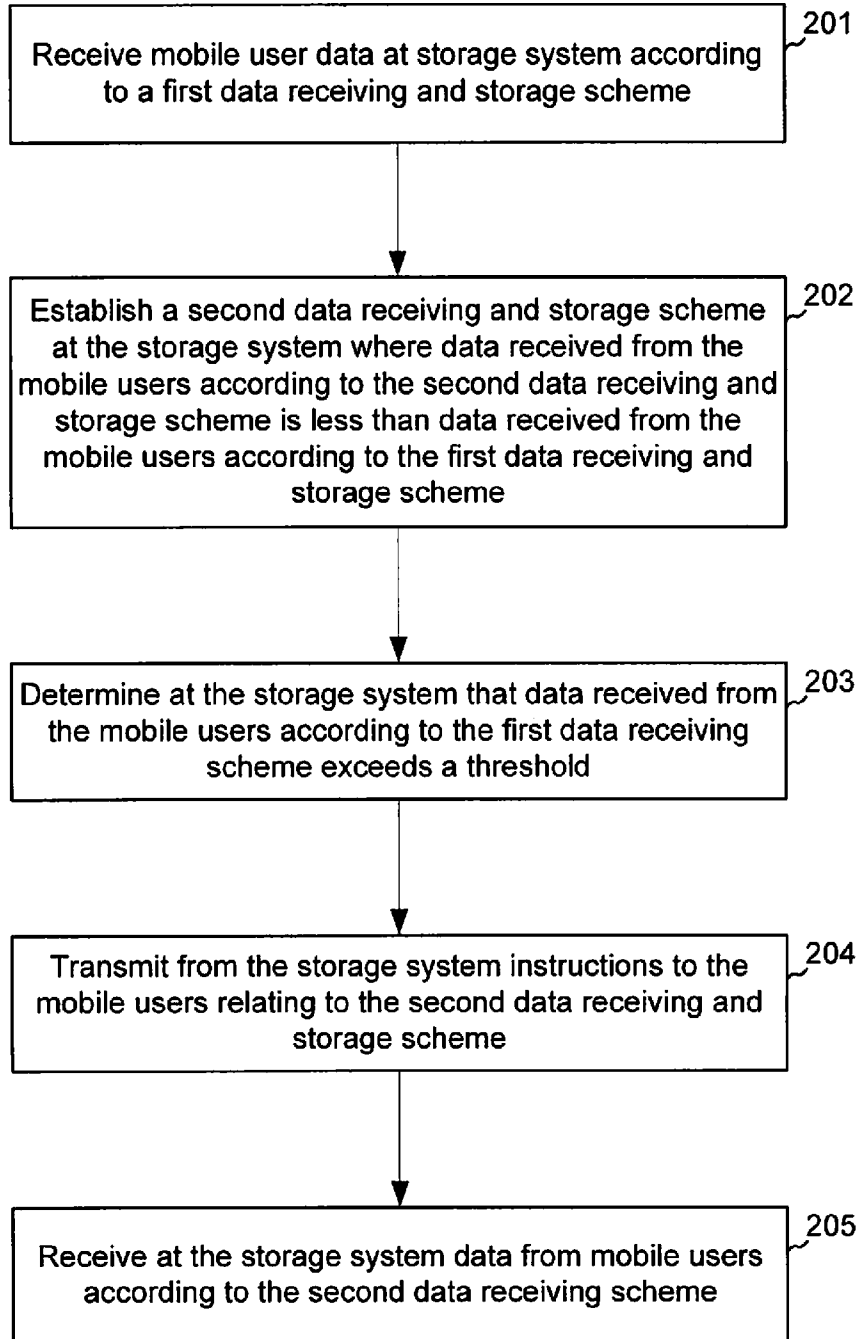 201
Receive mobile user data at storage system according
to a first data receiving and storage scheme
202
Establish a second data receiving and storage scheme
at the storage system where data received from the
mobile users according to the second data receiving and
storage scheme is less than data received from the
mobile users according to the first data receiving and
storage scheme
203
Determine at the storage system that data received from
the mobile users according to the first data receiving
scheme exceeds a threshold
204
Transmit from the storage system instructions to the
mobile users relating to the second data receiving and
storage scheme
205
Receive at the storage system data from mobile users
according to the second data receiving scheme